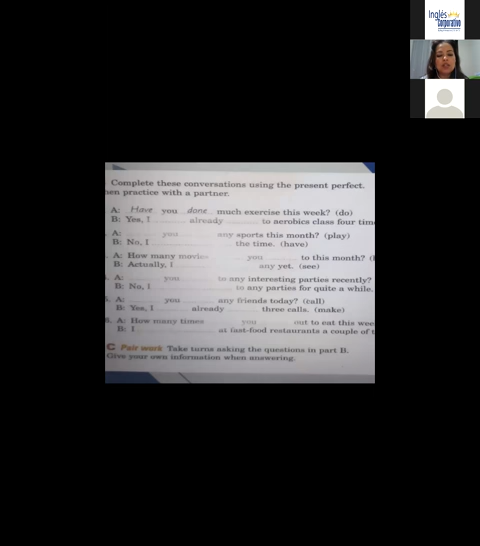 Inglés
Corporativo
Complete these conversations using the present perfect.
en practice with a partner.
A: Have you done much exercise this week? (do)
B: Yes, I ........ already ........ to aerobics class four tim
A: ........ you ........ any sports this month? (play)
B: No, I ........ the time. (have)
A: How many movies ........ you ........ to this month? (
B: Actually, I ........ any yet. (see)
A: ........ you ........ to any interesting parties recently?
B: No, I ........ to any parties for quite a while.
A: ........ you ........ any friends today? (call)
B: Yes, I ........ already ........ three calls. (make)
A: How many times ........ you ........ out to eat this wee
B: I ........ at fast-food restaurants a couple of t
C Pair work Take turns asking the questions in part B.
Give your own information when answering.